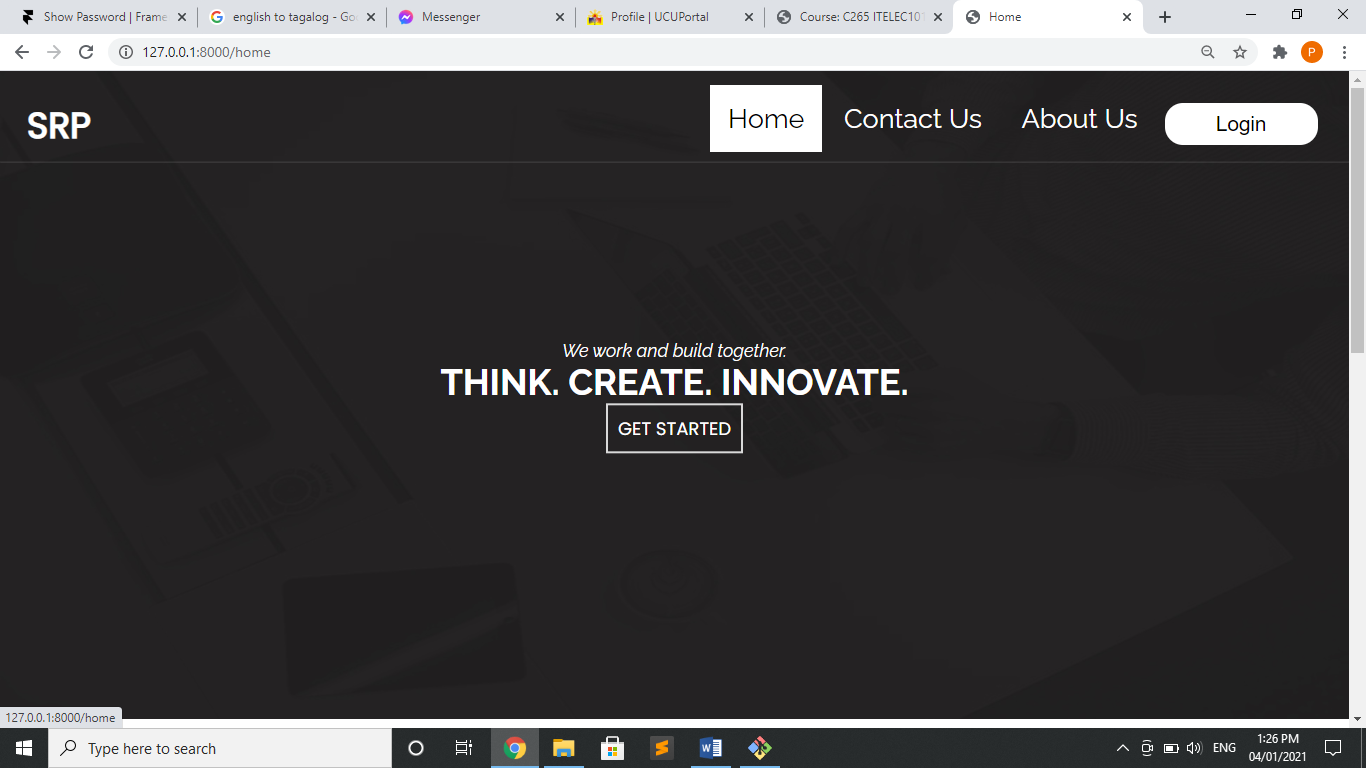 Show Password | Frame
english to tagalog - Go
Messenger
Profile | UCUPortal
Course: C265 ITELEC101
Home
127.0.0.1:8000/home
P
SRP
Home
Contact Us
About Us
Login
We work and build together.
THINK. CREATE. INNOVATE.
GET STARTED
127.0.0.1:8000/home
Type here to search
ENG
1:26 PM
04/01/2021